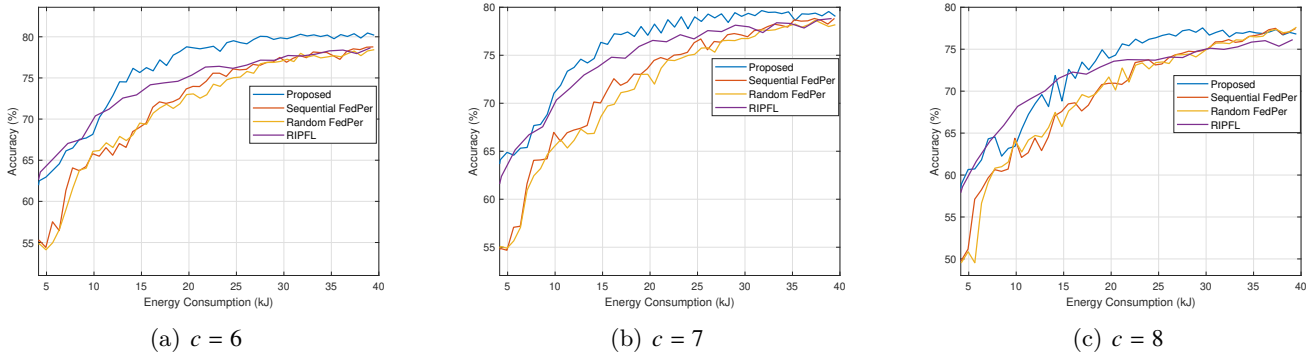 80
75
70
65
60
55
Accuracy (%)
5
10
15
20
25
30
35
40
Energy Consumption (kJ)
Proposed
Sequential FedPer
Random FedPer
RIPFL
(a) c = 6
80
75
70
65
60
55
Accuracy (%)
5
10
15
20
25
30
35
40
Energy Consumption (kJ)
Proposed
Sequential FedPer
Random FedPer
RIPFL
(b) c = 7
80
75
70
65
60
55
50
Accuracy (%)
5
10
15
20
25
30
35
40
Energy Consumption (kJ)
Proposed
Sequential FedPer
Random FedPer
RIPFL
(c) c = 8